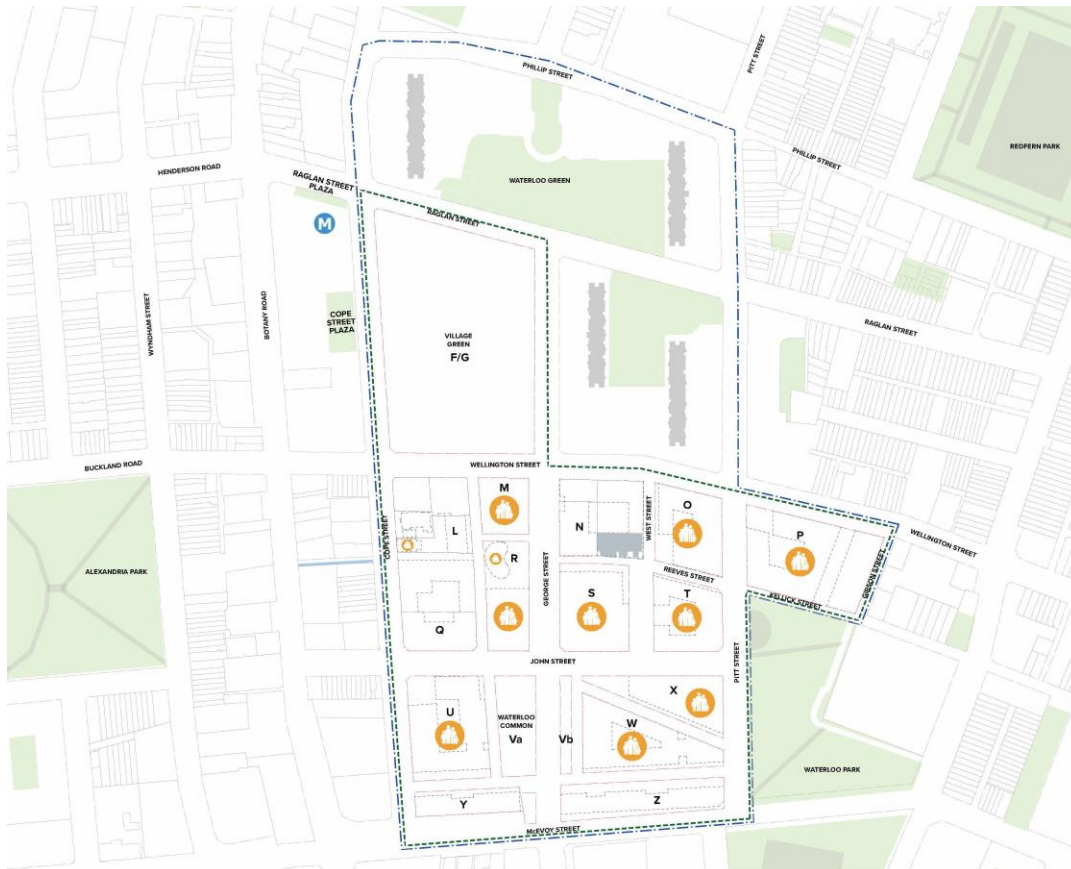 PITT STREET
PHILLIP STREET
REDFERN PARK
PHILLIP STREET
HENDERSON ROAD
RAGLAN STREET
PLAZA
WATERLOO GREEN
RAGLAN STREET
M
WYNDHAM STREET
BOTANY ROAD
COPE
STREET
PLAZA
RAGLAN STREET
VILLAGE
GREEN
F/G
BUCKLAND ROAD
WELLINGTON STREET
M
O
N
L
WEST STREET
P
WELLINGTON STREET
COPE STREET
ALEXANDRIA PARK
R
GEORGE STREET
REEVES STREET
GIBSON STREET
KELLICK STREET
S
T
Q
JOHN STREET
PITT STREET
X
U
WATERLOO
COMMON
Va
Vb
W
WATERLOO PARK
Y
Z
McEVOY STREET